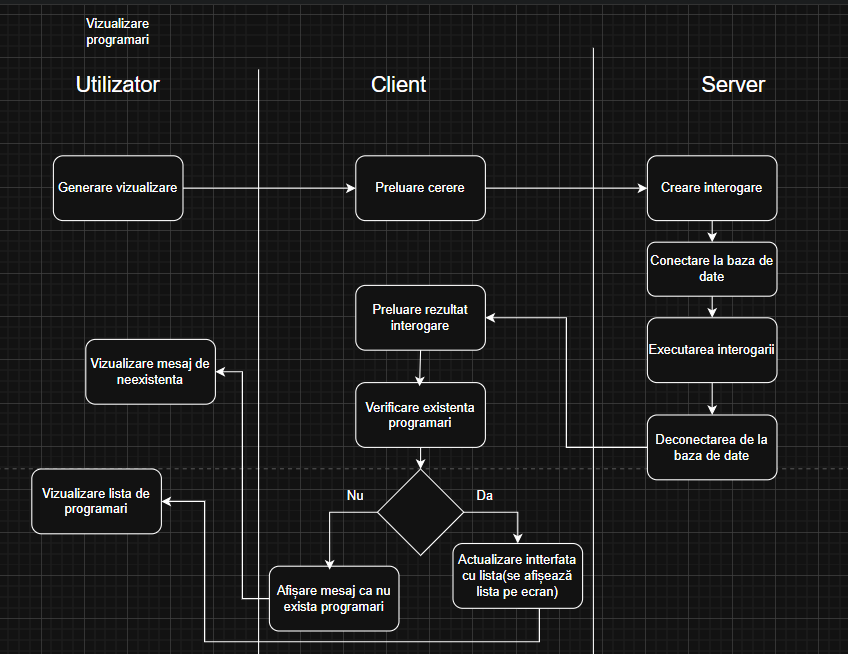 Vizualizare
programari
Utilizator
Client
Server
Generare vizualizare
Preluare cerere
Creare interogare
Conectare la baza de
date
Preluare rezultat
interogare
Executarea interogarii
Vizualizare mesaj de
neexistenta
Verificare existenta
programari
Deconectarea de la
baza de date
Vizualizare lista de
programari
Nu
Da
Actualizare intterfata
cu lista(se afișează
lista pe ecran)
Afișare mesaj ca nu
exista programari